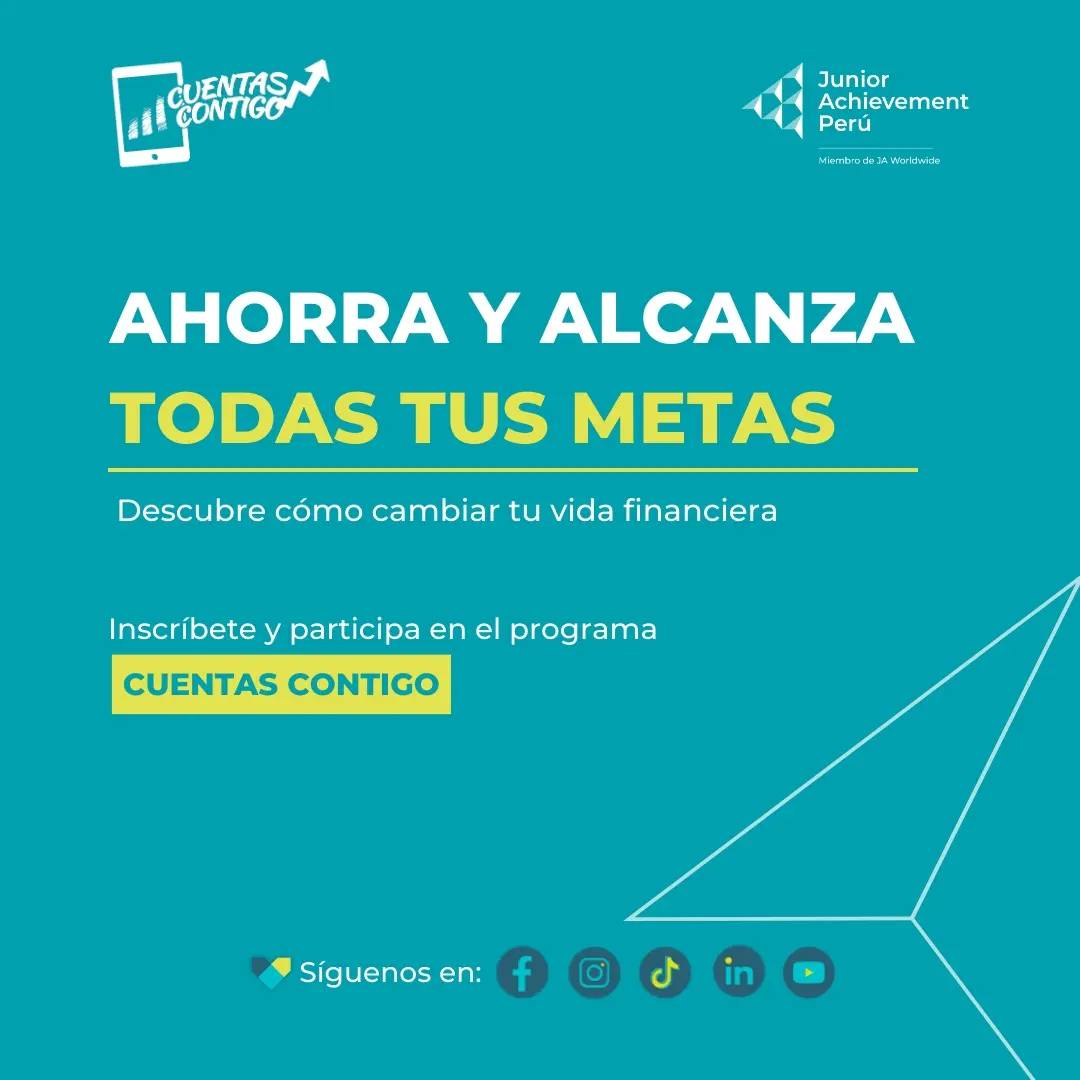 CUENTAS
CONTIGO
Junior
Achievement
Perú
Miembro de JA Worldwide
AHORRA Y ALCANZA
TODAS TUS METAS
Descubre cómo cambiar tu vida financiera
Inscríbete y participa en el programa
CUENTAS CONTIGO
Síguenos en: